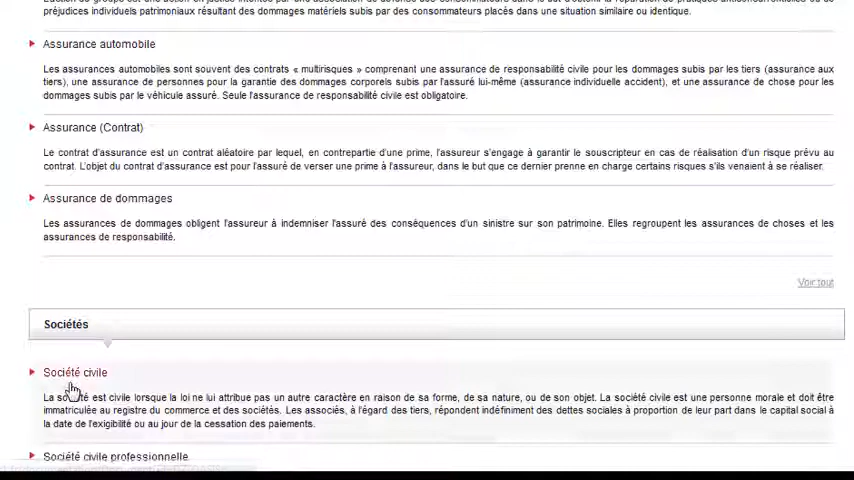 préjudices individuels patrimoniaux résultant des dommages matériels subis par des consommateurs placés dans une situation similaire ou identique.
Assurance automobile
Les assurances automobiles sont souvent des contrats « multirisques » comprenant une assurance de responsabilité civile pour les dommages subis par les tiers (assurance aux
tiers), une assurance de personnes pour la garantie des dommages corporels subis par l'assuré lui-même (assurance individuelle accident), et une assurance de chose pour les
dommages subis par le véhicule assuré. Seule l'assurance de responsabilité civile est obligatoire.
Assurance (Contrat)
Le contrat d'assurance est un contrat aléatoire par lequel, en contrepartie d'une prime, l'assureur s'engage à garantir le souscripteur en cas de réalisation d'un risque prévu au
contrat. L'objet du contrat d'assurance est pour l'assuré de verser une prime à l'assureur, dans le but que ce dernier prenne en charge certains risques s'ils venaient à se réaliser.
Assurance de dommages
Les assurances de dommages obligent l'assureur à indemniser l'assuré des conséquences d'un sinistre sur son patrimoine. Elles regroupent les assurances de choses et les
assurances de responsabilité.
Voir tout
Sociétés
Société civile
La société est civile lorsque la loi ne lui attribue pas un autre caractère en raison de sa forme, de sa nature, ou de son objet. La société civile est une personne morale et doit être
immatriculée au registre du commerce et des sociétés. Les associés, à l'égard des tiers, répondent indéfiniment des dettes sociales à proportion de leur part dans le capital social à
la date de l'exigibilité ou au jour de la cessation des paiements.
Société civile professionnelle